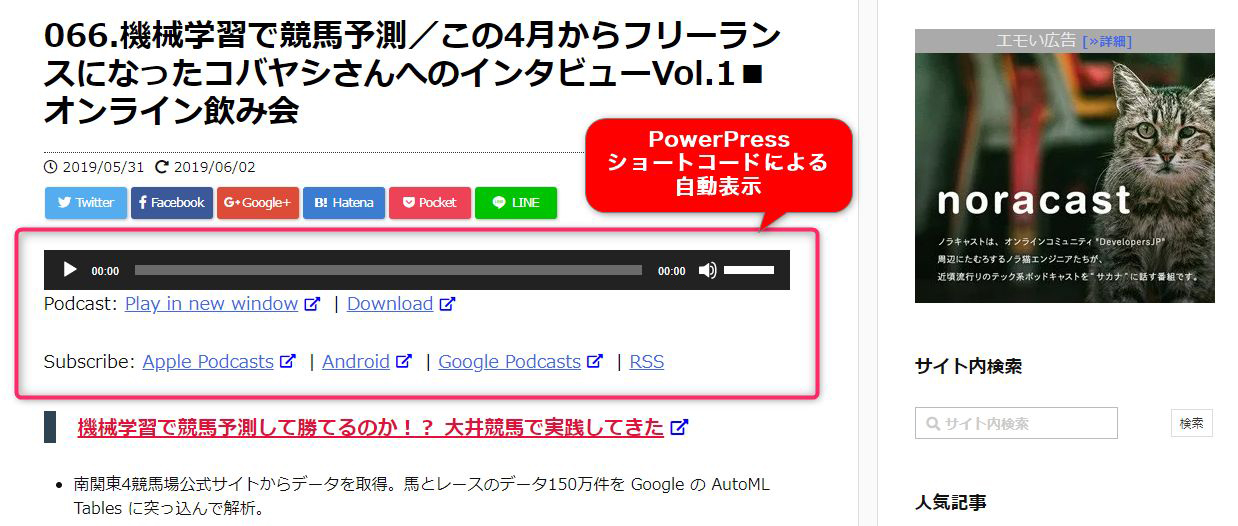 066.機械学習で競馬予測／この4月からフリーラン
スになったコバヤシさんへのインタビューVol.1■
オンライン飲み会
2019/05/31 2019/06/02
Twitter Facebook Google+ B! Hatena Pocket LINE
PowerPress
ショートコードによる
自動表示
00:00 00:00
Podcast: Play in new window | Download
Subscribe: Apple Podcasts | Android | Google Podcasts | RSS
機械学習で競馬予測して勝てるのか！？ 大井競馬で実践してきた
• 南関東4競馬場公式サイトからデータを取得。馬とレースのデータ150万件を Google の AutoML
Tables に突っ込んで解析。
エモい広告 [»詳細]
noracast
ノラキャストは、オンラインコミュニティ"DevelopersJP"
周辺にたむろするノラ猫エンジニアたちが、
近頃流行りのテック系ポッドキャストを"サカナ"に話す番組です。
サイト内検索
サイト内検索 検索
人気記事